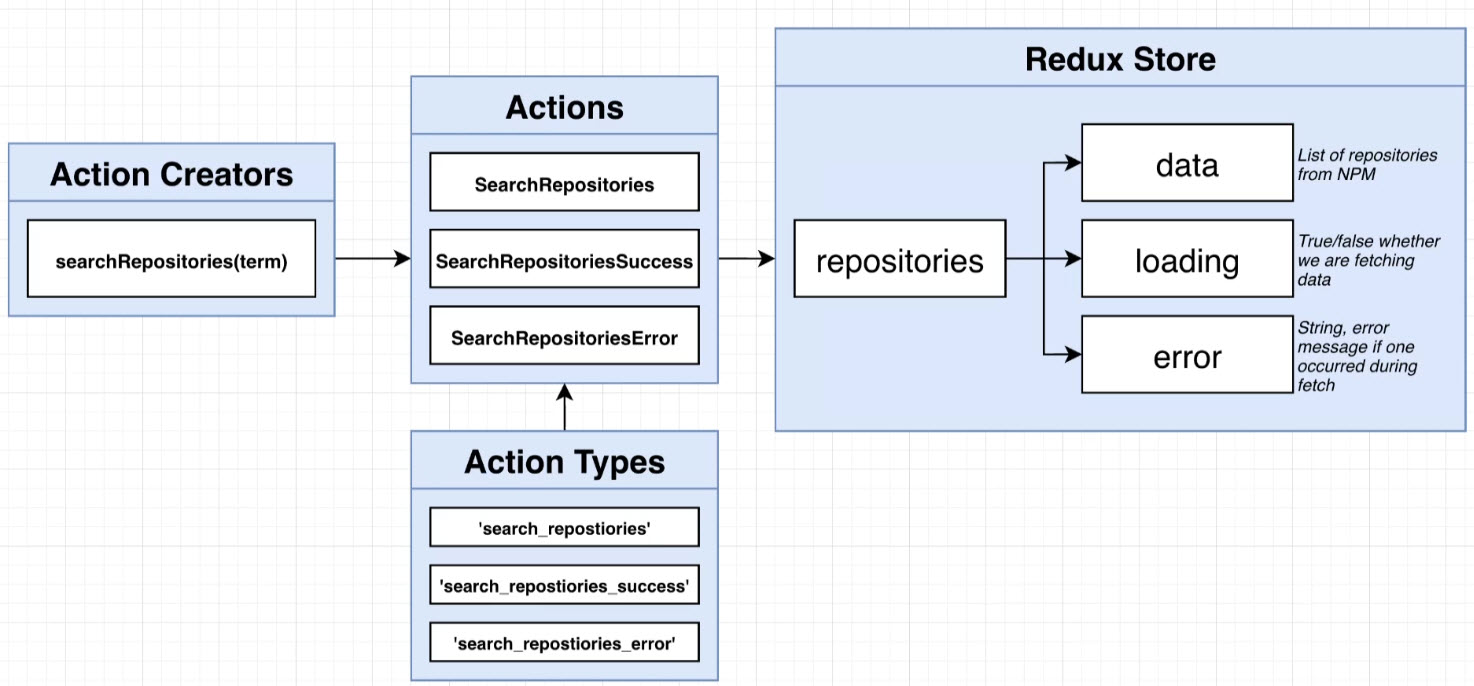 Action Creators
searchRepositories(term)
Actions
SearchRepositories
SearchRepositoriesSuccess
SearchRepositoriesError
Action Types
'search_repostiories'
'search_repostiories_success'
'search_repostiories_error'
Redux Store
repositories
data
List of repositories
from NPM
loading
True/false whether
we are fetching
data
error
String, error
message if one
occurred during
fetch